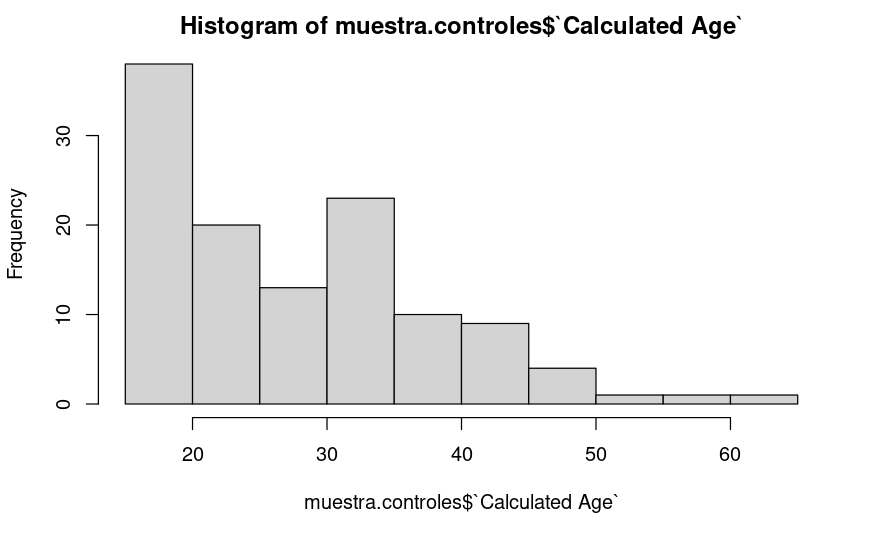 Histogram of muestra.controles$`Calculated Age`
Frequency
30
20
10
0
20 30 40 50 60
muestra.controles$`Calculated Age`